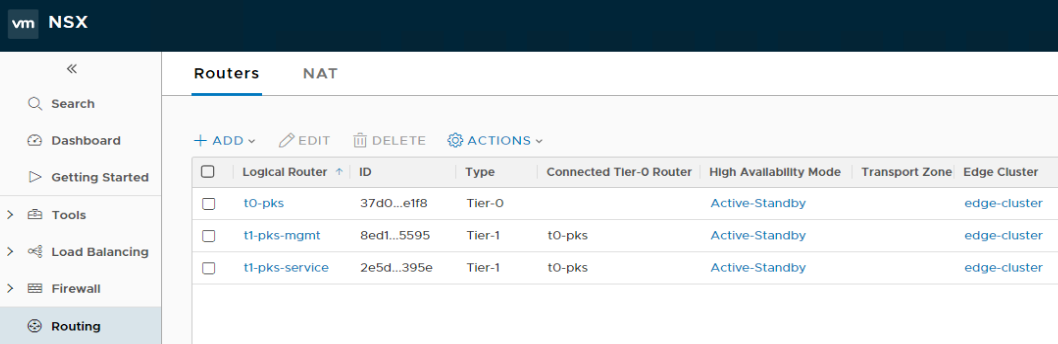 vm NSX
«
Search
Dashboard
Getting Started
Tools
Load Balancing
Firewall
Routing
Routers NAT
+ ADD EDIT DELETE ACTIONS
Logical Router ↑ ID Type Connected Tier-0 Router High Availability Mode Transport Zone Edge Cluster
t0-pks 37d0...e1f8 Tier-0 Active-Standby edge-cluster
t1-pks-mgmt 8ed1...5595 Tier-1 t0-pks Active-Standby edge-cluster
t1-pks-service 2e5d...395e Tier-1 t0-pks Active-Standby edge-cluster